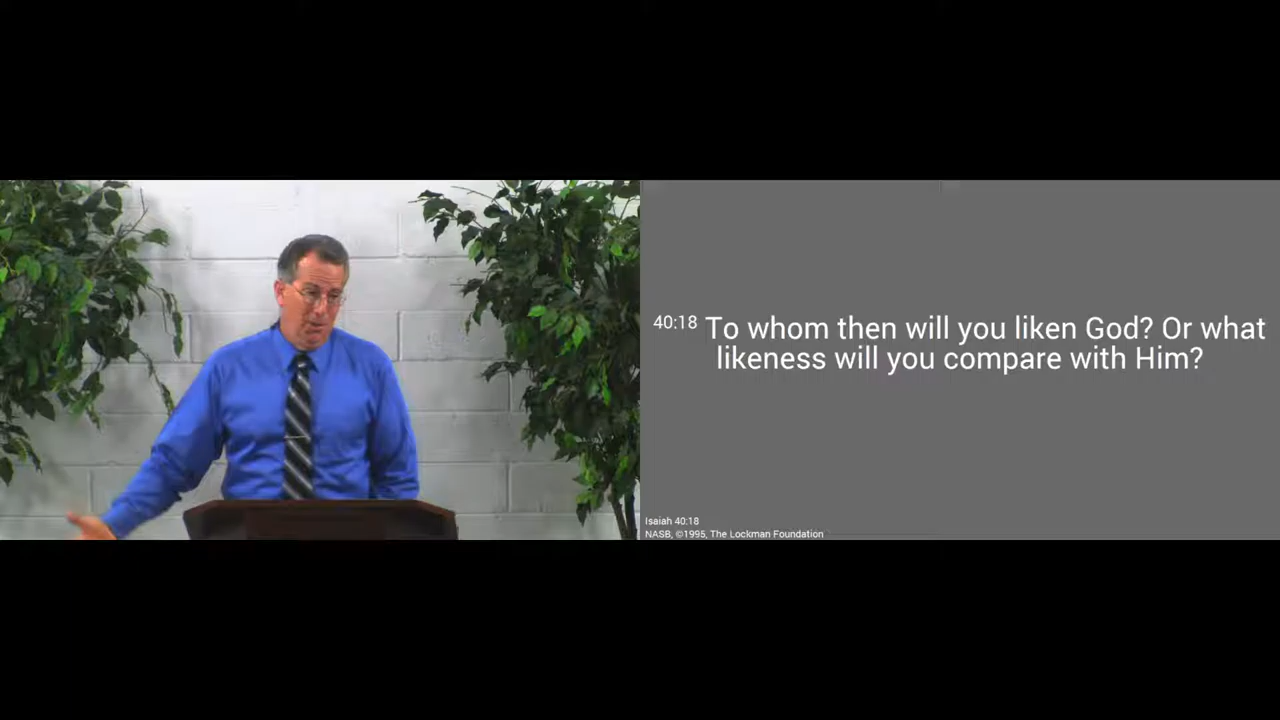 40:18 To whom then will you liken God? Or what
likeness will you compare with Him?
Isaiah 40:18
NASB, ©1995, The Lockman Foundation